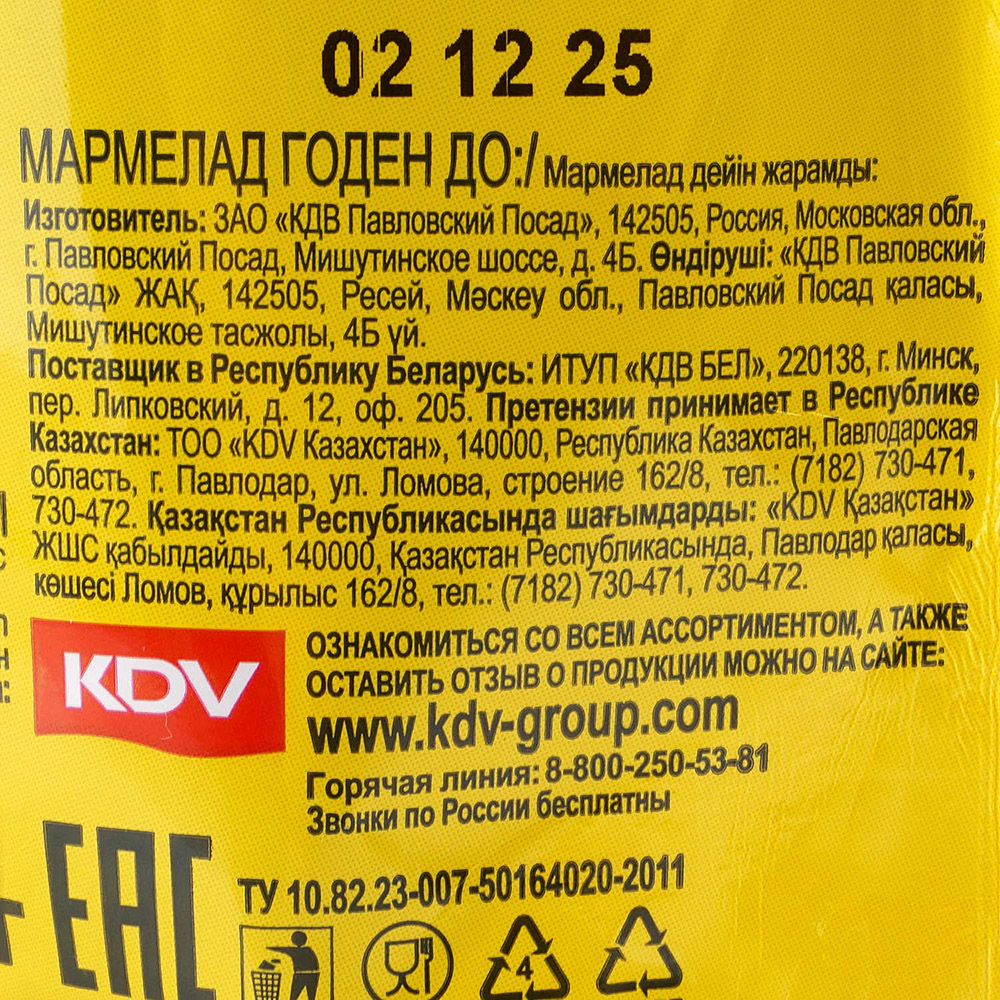 02 12 25
МАРМЕЛАД ГОДЕН ДО:/ Мармелад дейін жарамды:
Изготовитель: ЗАО «КДВ Павловский Посад», 142505, Россия, Московская обл.,
г. Павловский Посад, Мишутинское шоссе, д. 4Б. Өндіруші: «КДВ Павловский
Посад» ЖАҚ, 142505, Ресей, Мәскеу обл., Павловский Посад қаласы,
Мишутинское тасжолы, 4Б үй.
Поставщик в Республику Беларусь: ИТУП «КДВ БЕЛ», 220138, г. Минск,
пер. Липковский, д. 12, оф. 205. Претензии принимает в Республике
Казахстан: ТОО «KDV Казахстан», 140000, Республика Казахстан, Павлодарская
область, г. Павлодар, ул. Ломова, строение 162/8, тел.: (7182) 730-471,
730-472. Қазақстан Республикасында шағымдарды: «KDV Қазақстан»
ЖШС қабылдайды, 140000, Қазақстан Республикасында, Павлодар қаласы,
көшесі Ломов, құрылыс 162/8, тел.: (7182) 730-471, 730-472.
KDV
ОЗНАКОМИТЬСЯ СО ВСЕМ АССОРТИМЕНТОМ, А ТАКЖЕ
ОСТАВИТЬ ОТЗЫВ О ПРОДУКЦИИ МОЖНО НА САЙТЕ:
www.kdv-group.com
Горячая линия: 8-800-250-53-81
Звонки по России бесплатны
ЕАС
ТУ 10.82.23-007-50164020-2011
4